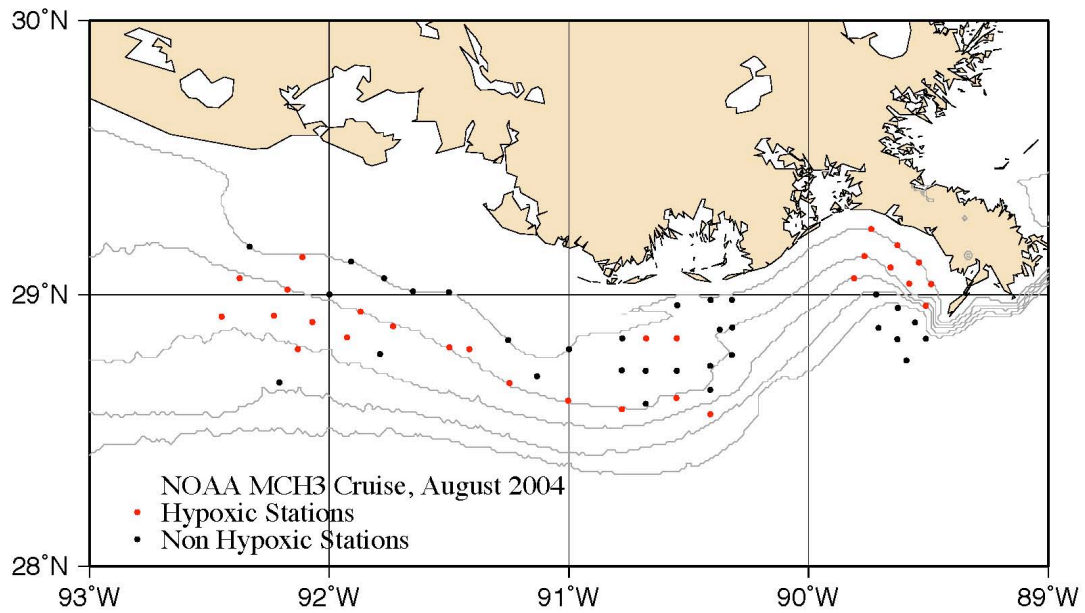 30°N
29°N
28°N
NOAA MCH3 Cruise, August 2004
Hypoxic Stations
Non Hypoxic Stations
93°W
92°W
91°W
90°W
89°W